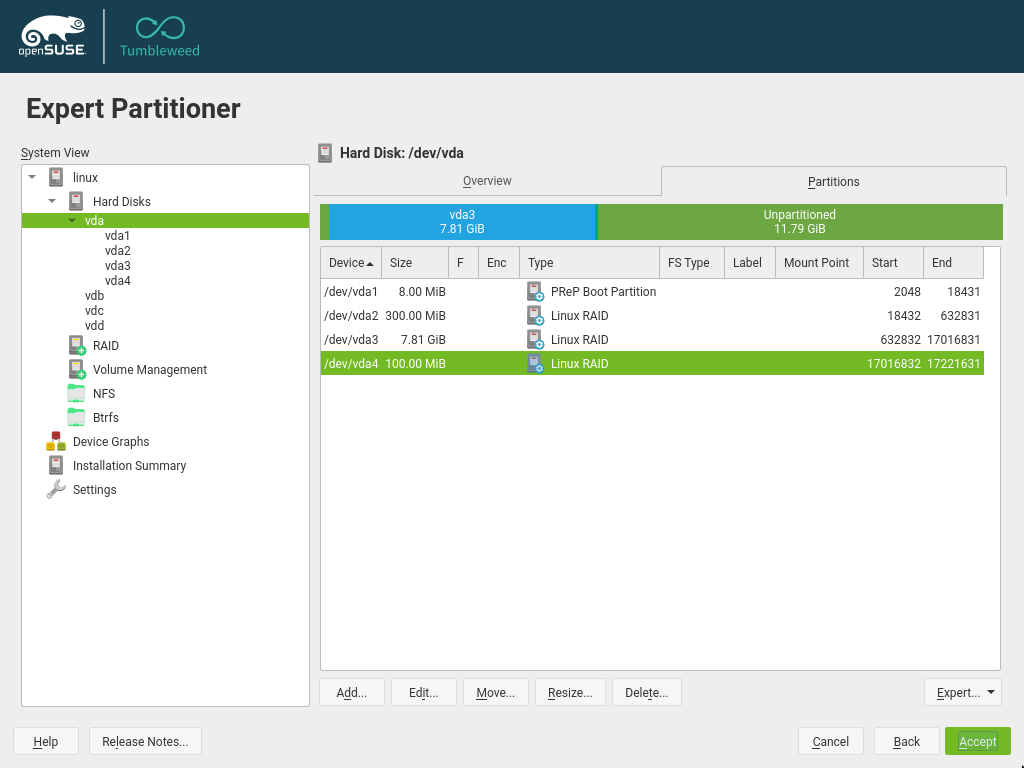 openSUSE Tumbleweed
Expert Partitioner
System View
linux
Hard Disks
vda
vda1
vda2
vda3
vda4
vdb
vdc
vdd
RAID
Volume Management
NFS
Btrfs
Device Graphs
Installation Summary
Settings
Hard Disk: /dev/vda
Overview Partitions
vda3 Unpartitioned
7.81 GiB 11.79 GiB
Device Size F Enc Type FS Type Label Mount Point Start End
/dev/vda1 8.00 MiB PReP Boot Partition 2048 18431
/dev/vda2 300.00 MiB Linux RAID 18432 632831
/dev/vda3 7.81 GiB Linux RAID 632832 17016831
/dev/vda4 100.00 MiB Linux RAID 17016832 17221631
Add... Edit... Move... Resize... Delete... Expert...
Help Release Notes... Cancel Back Accept